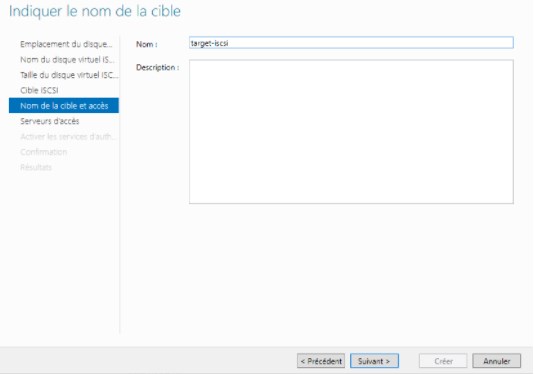 Indiquer le nom de la cible
Emplacement du disque...
Nom du disque virtuel iS...
Taille du disque virtuel iSC...
Cible iSCSI
Nom de la cible et accès
Serveurs d'accès
Activer les services d'auth...
Confirmation
Résultats
Nom :
target-iscsi
Description :
< Précédent
Suivant >
Créer
Annuler